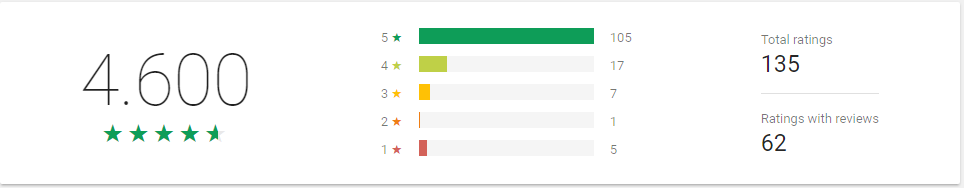 4.600
5 ★ 105
4 ★ 17
3 ★ 7
2 ★ 1
1 ★ 5
Total ratings
135
Ratings with reviews
62